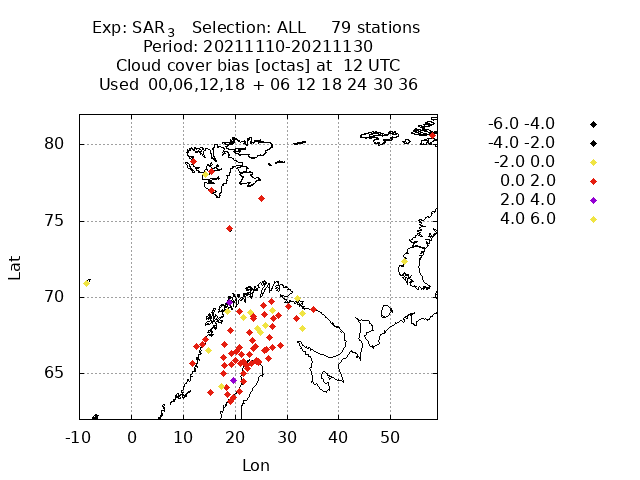 Exp: SAR3 Selection: ALL 79 stations
Period: 20211110-20211130
Cloud cover bias [octas] at 12 UTC
Used 00,06,12,18 + 06 12 18 24 30 36
-6.0 -4.0
-4.0 -2.0
-2.0 0.0
0.0 2.0
2.0 4.0
4.0 6.0
80
75
70
65
Lat
-10 0 10 20 30 40 50
Lon